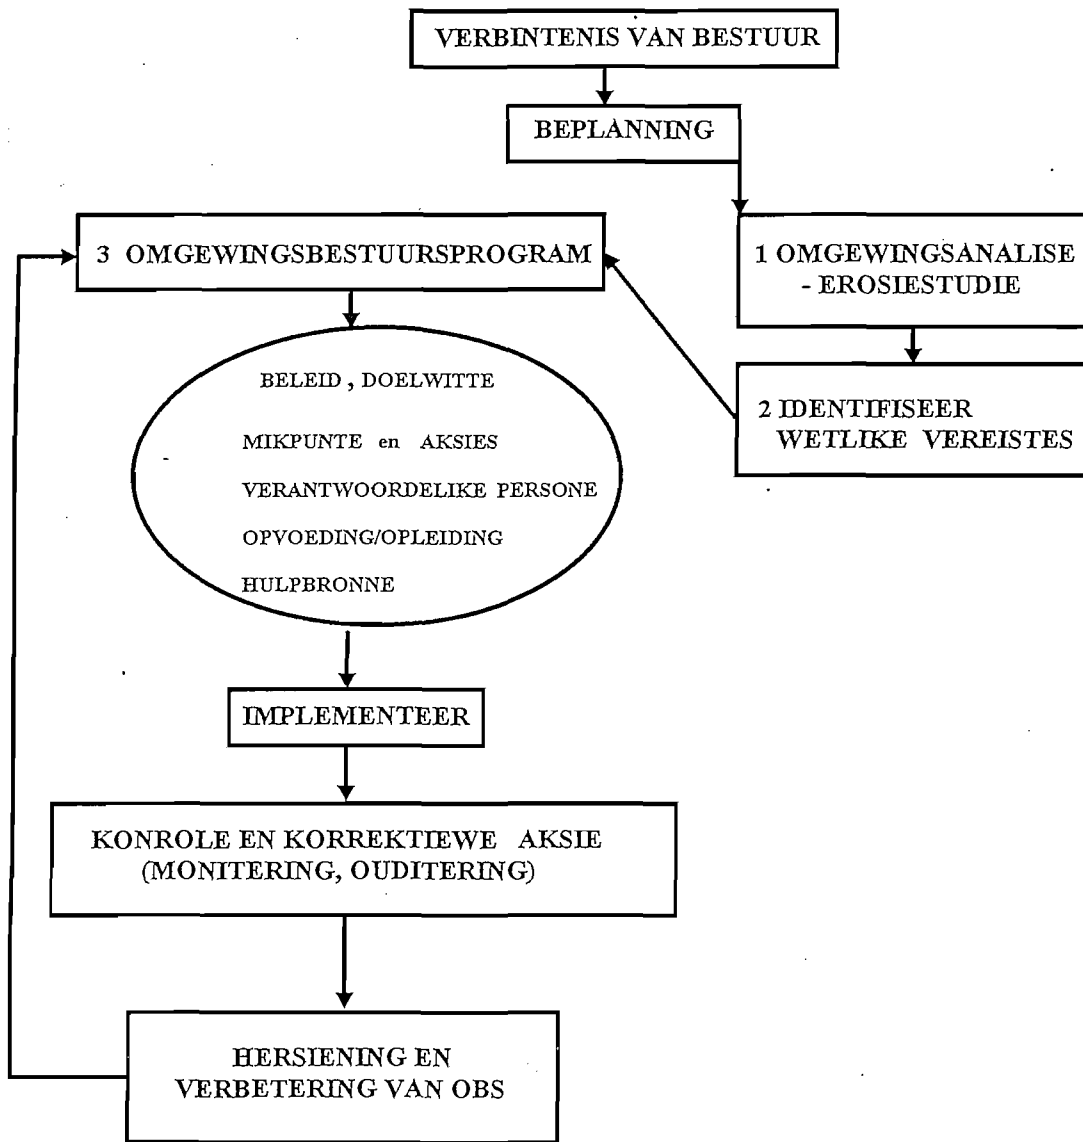 VERBINTENIS VAN BESTUUR
BEPLANNING
1 OMGEWINGSANALISE
- EROSIESTUDIE
2 IDENTIFISEER
WETLIKE VEREISTES
3 OMGEWINGSBESTUURSPROGRAM
BELEID , DOELWITTE
MIKPUNTE en AKSIES
VERANTWOORDELIKE PERSONE
OPVOEDING/OPLEIDING
HULPBRONNE
IMPLEMENTEER
KONROLE EN KORREKTIEWE AKSIE
(MONITERING, OUDITERING)
HERSIENING EN
VERBETERING VAN OBS